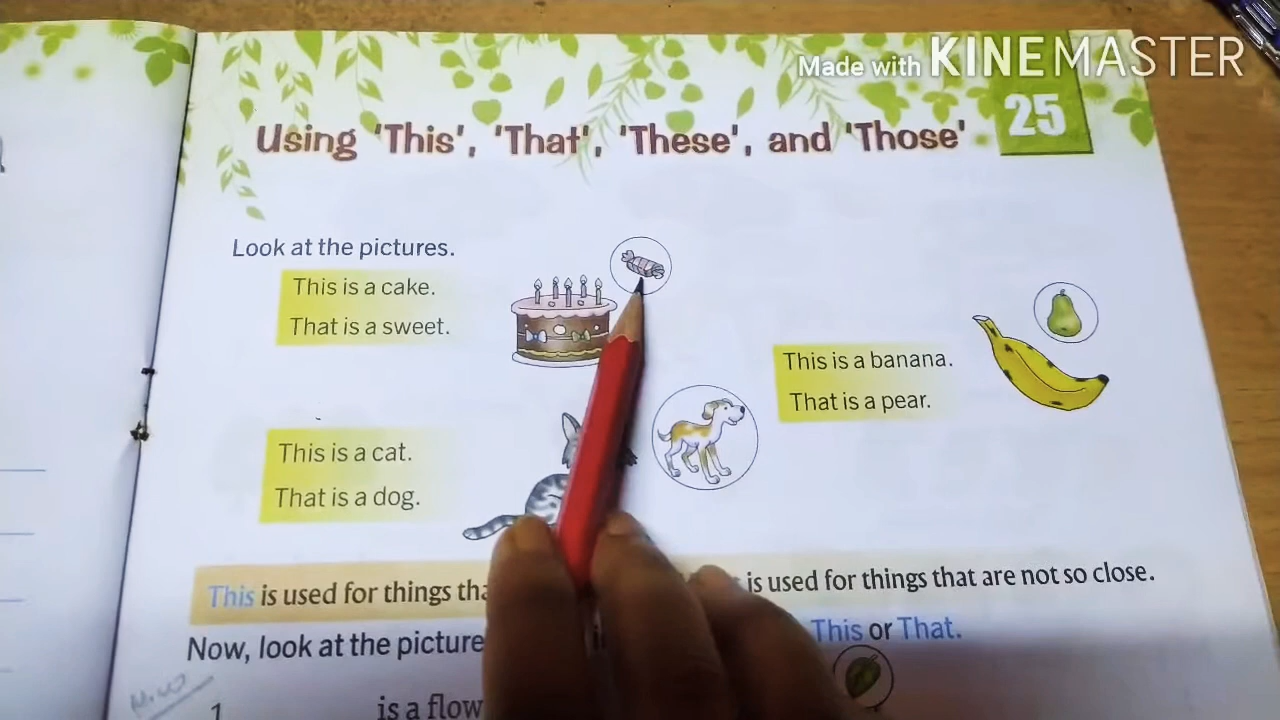 Made with KINEMASTER
25
Using 'This', 'That', 'These', and 'Those'
Look at the pictures.
This is a cake.
That is a sweet.
This is a banana.
That is a pear.
This is a cat.
That is a dog.
This is used for things is used for things that are not so close.
Now, look at the picture This or That.
H.W
1 is a flow